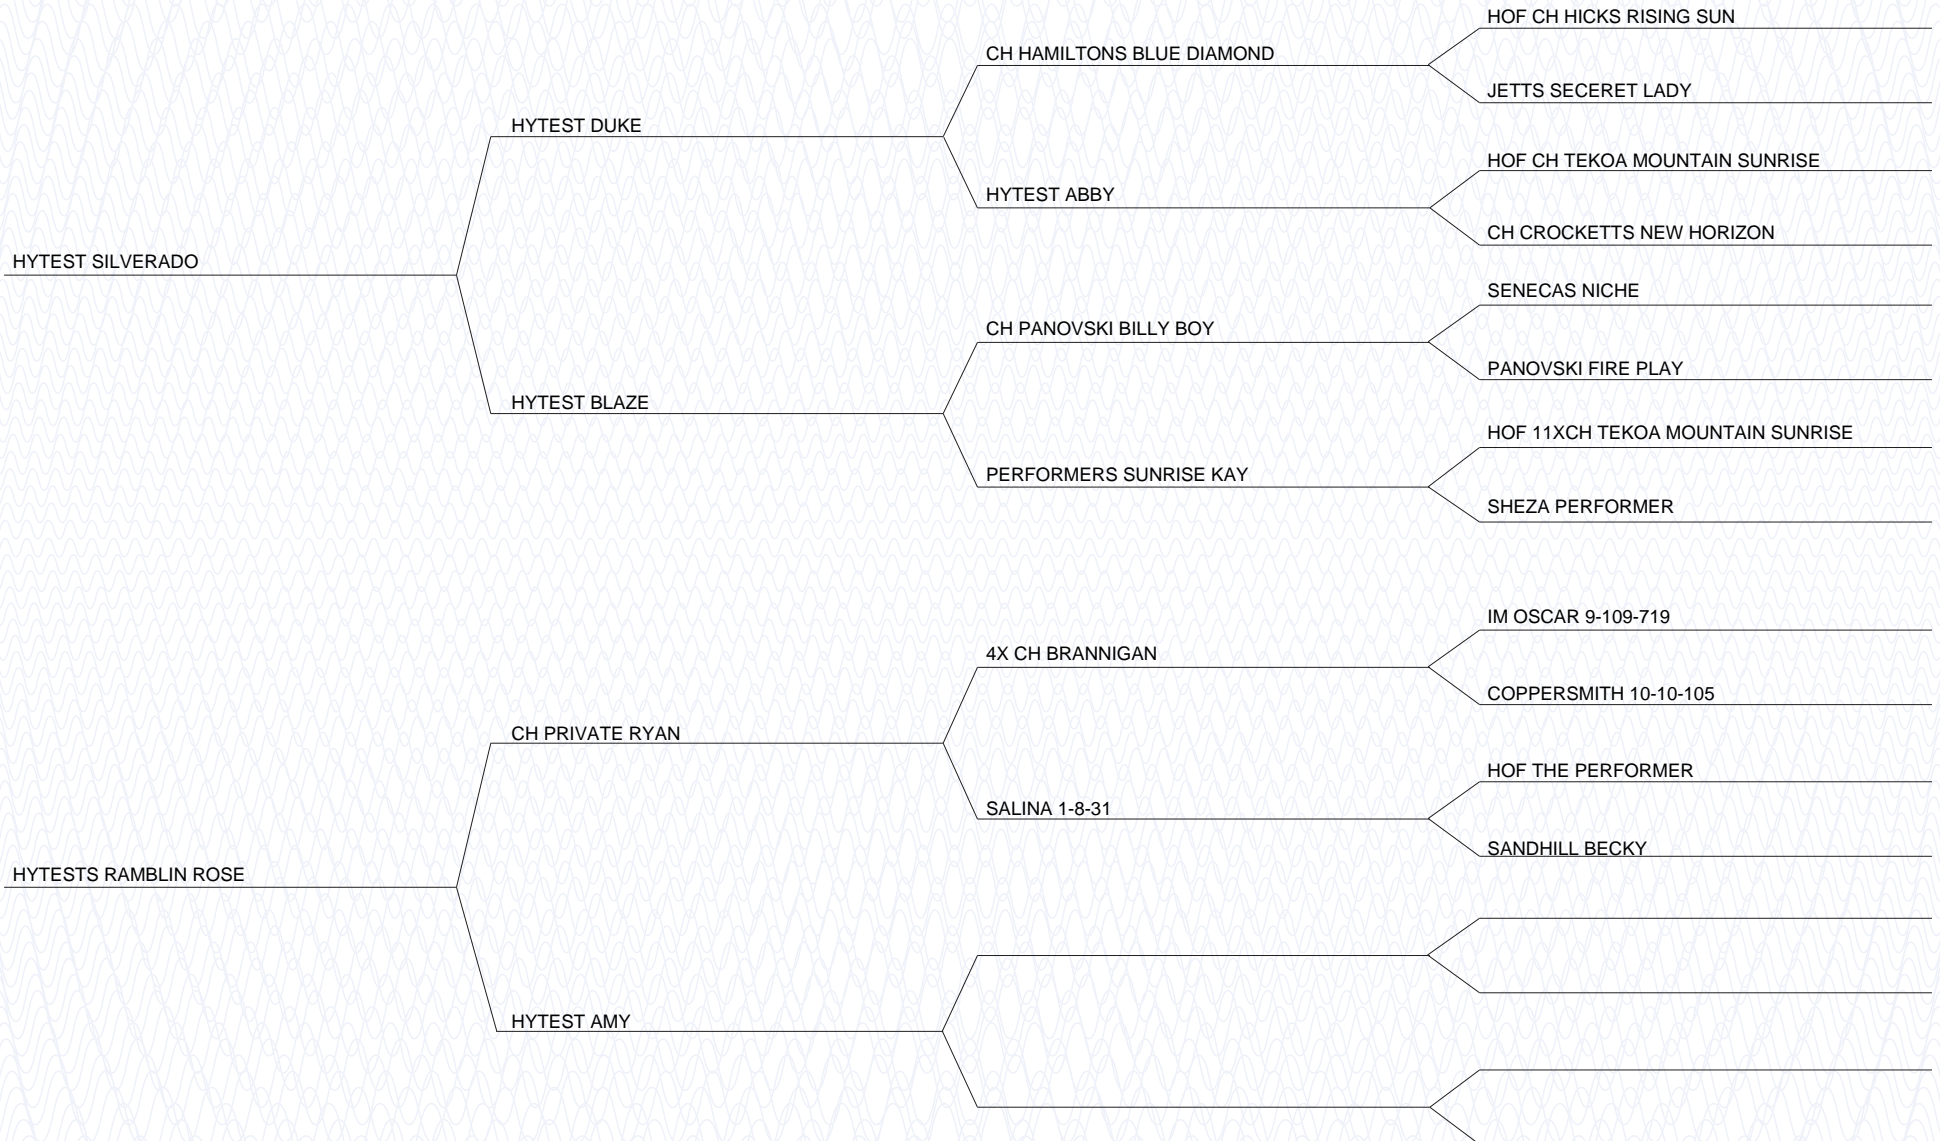 HOF CH HICKS RISING SUN
CH HAMILTONS BLUE DIAMOND
JETTS SECERET LADY
HYTEST DUKE
HOF CH TEKOA MOUNTAIN SUNRISE
HYTEST ABBY
CH CROCKETTS NEW HORIZON
HYTEST SILVERADO
SENECAS NICHE
CH PANOVSKI BILLY BOY
PANOVSKI FIRE PLAY
HYTEST BLAZE
HOF 11XCH TEKOA MOUNTAIN SUNRISE
PERFORMERS SUNRISE KAY
SHEZA PERFORMER
IM OSCAR 9-109-719
4X CH BRANNIGAN
COPPERSMITH 10-10-105
CH PRIVATE RYAN
HOF THE PERFORMER
SALINA 1-8-31
SANDHILL BECKY
HYTESTS RAMBLIN ROSE
HYTEST AMY